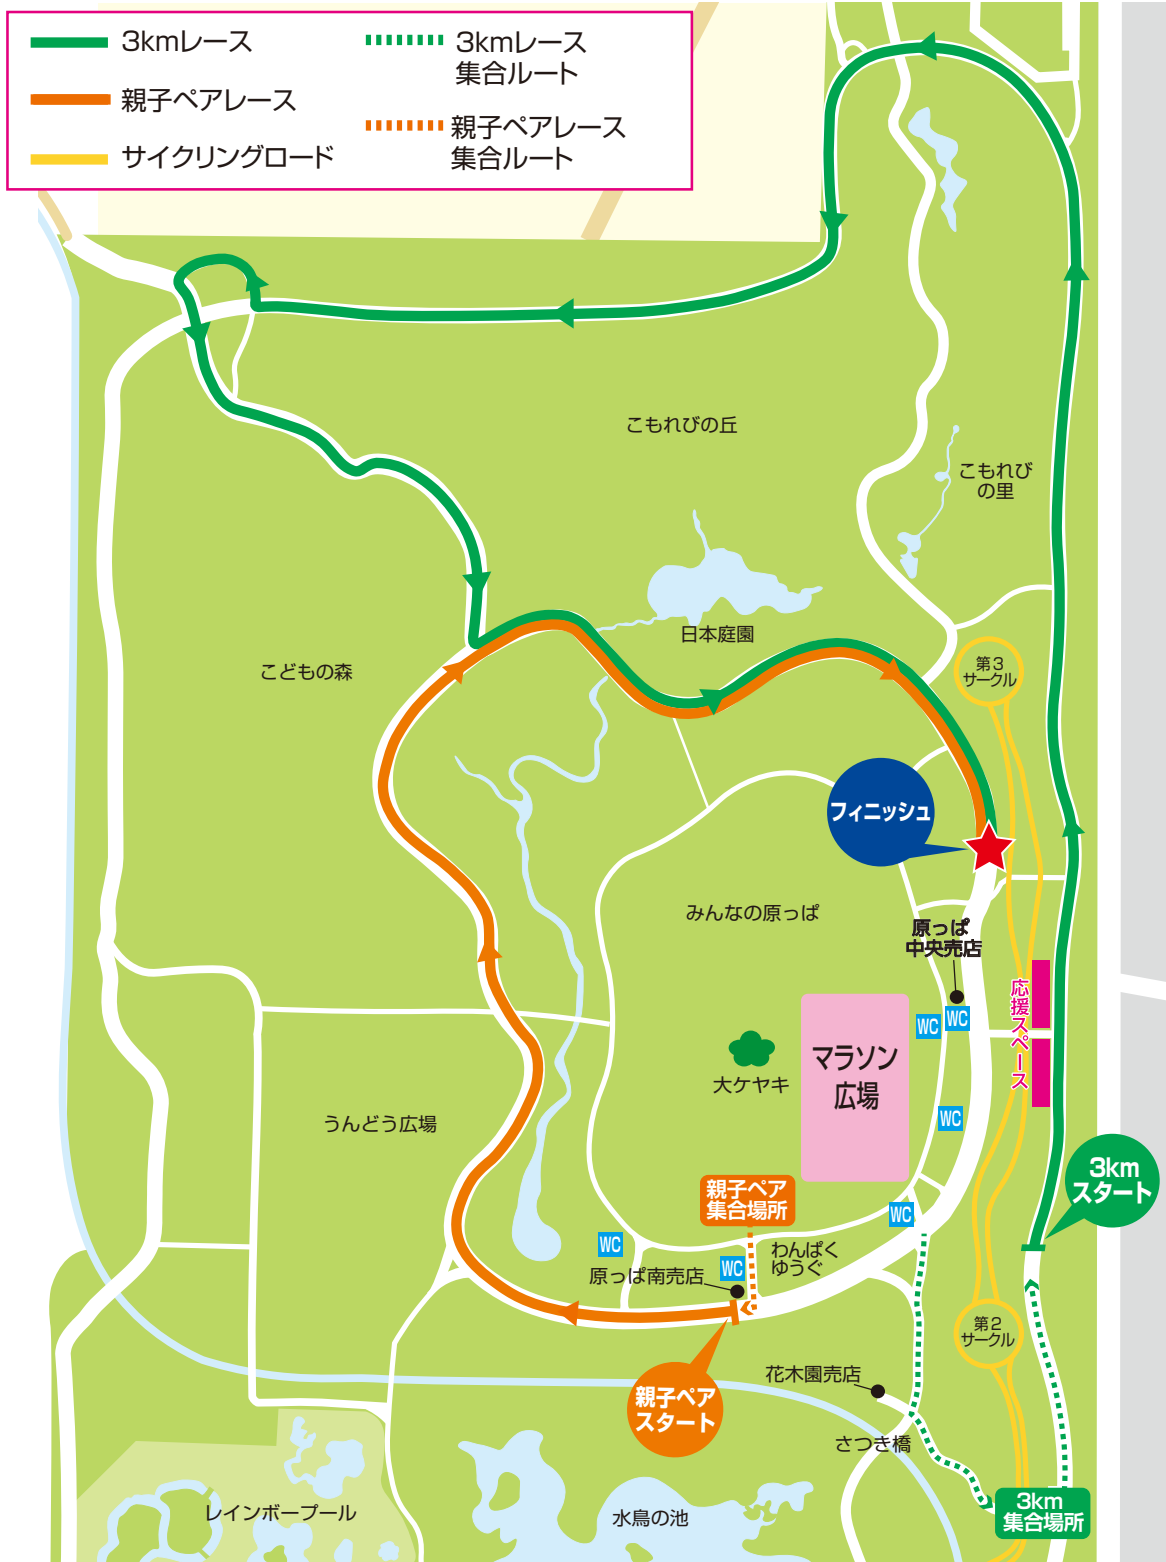 3kmレース
親子ペアレース
サイクリングロード
3kmレース
集合ルート
親子ペアレース
集合ルート
こもれびの丘
こもれび
の里
日本庭園
こどもの森
第3
サークル
フィニッシュ
みんなの原っぱ
原っぱ
中央売店
WC
WC
応援スペース
マラソン
広場
大ケヤキ
うんどう広場
WC
3km
スタート
親子ペア
集合場所
WC
WC
わんぱく
ゆうぐ
WC
原っぱ南売店
第2
サークル
花木園売店
親子ペア
スタート
さつき橋
レインボープール
水鳥の池
3km
集合場所